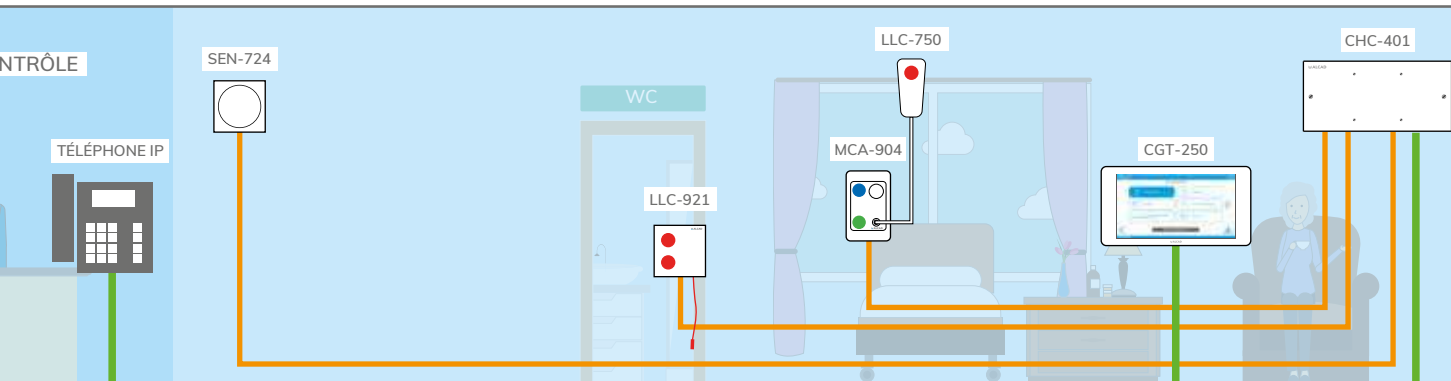 NTRÔLE
SEN-724
TÉLÉPHONE IP
WC
LLC-921
LLC-750
MCA-904
CGT-250
CHC-401